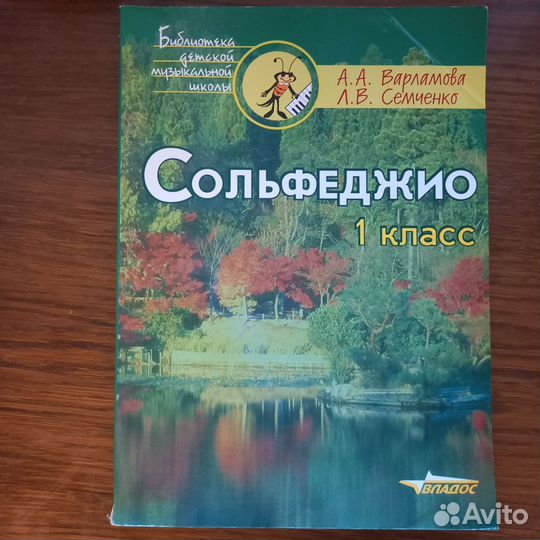 Библиотека
детской
музыкальной
школы
А.А. Варламова
Л.В. Семченко
Сольфеджио
1 класс
ВЛАДОС
Avito